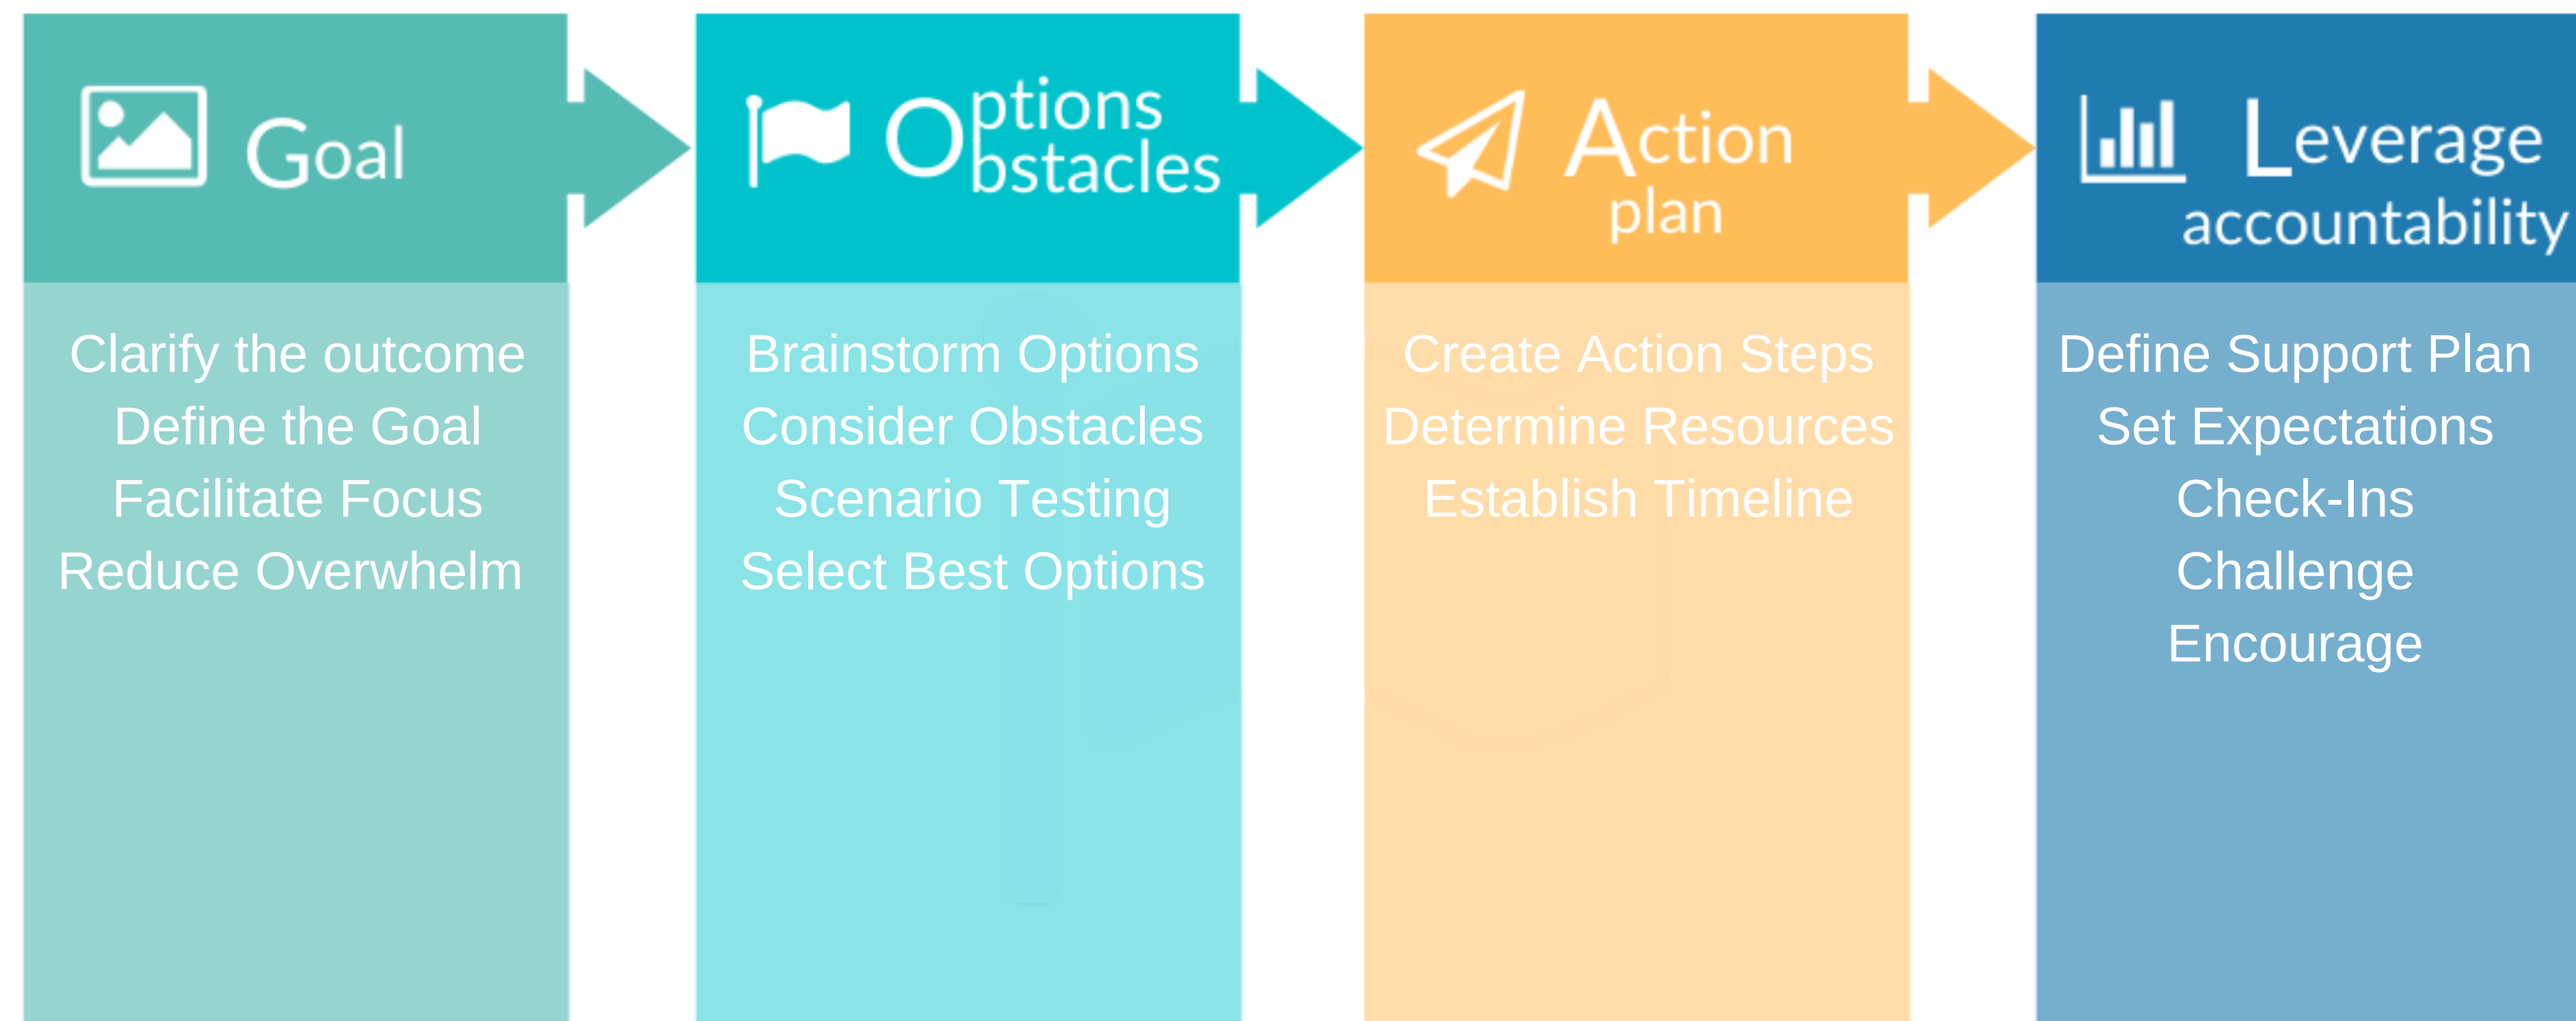 Goal
Clarify the outcome
Define the Goal
Facilitate Focus
Reduce Overwhelm
Options
Obstacles
Brainstorm Options
Consider Obstacles
Scenario Testing
Select Best Options
Action
plan
Create Action Steps
Determine Resources
Establish Timeline
Leverage
accountability
Define Support Plan
Set Expectations
Check-Ins
Challenge
Encourage